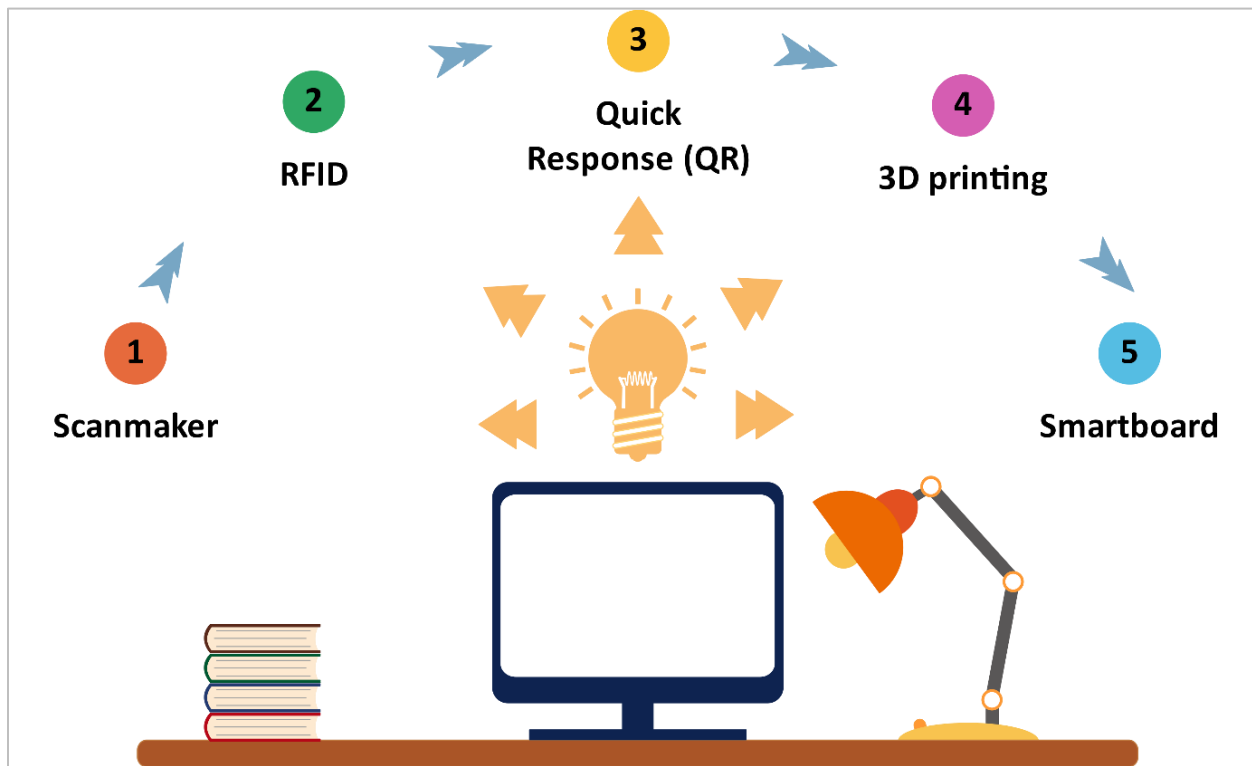 1
Scanmaker
2
RFID
3
Quick
Response (QR)
4
3D printing
5
Smartboard